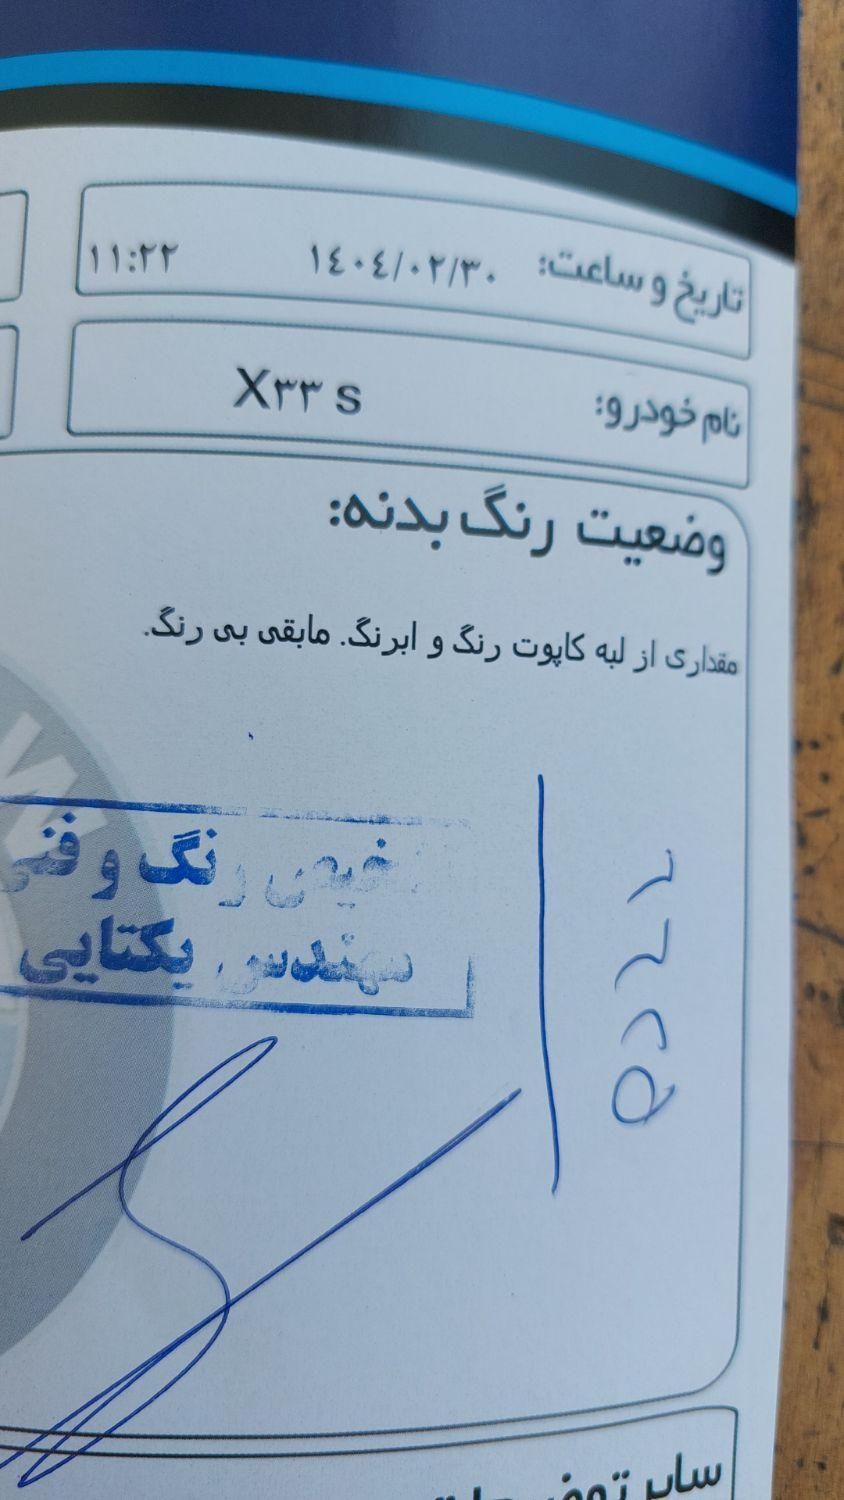 تاریخ و ساعت: ۱۴۰۴/۰۲/۳۰ ۱۱:۲۲
نام خودرو: X۳۳ s
وضعیت رنگ بدنه:
مقداری از لبه کاپوت رنگ و ابرنگ. مابقی بی رنگ.
رنگ و فنی
مهندس یکتایی
سایر